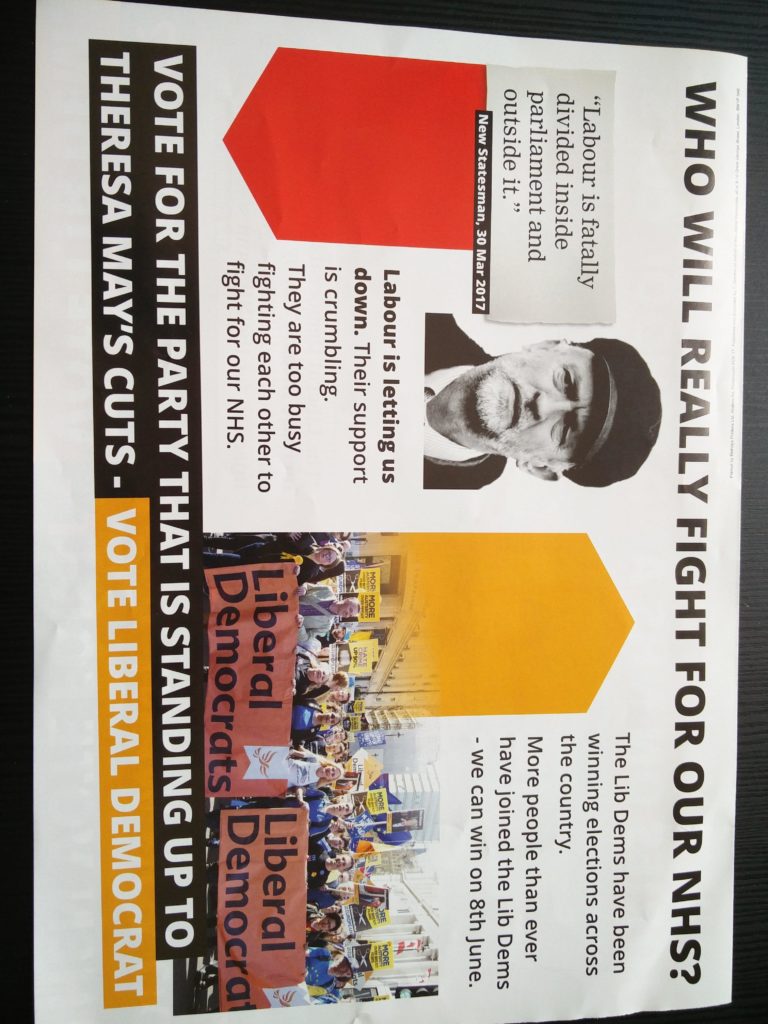 WHO WILL REALLY FIGHT FOR OUR NHS?
“Labour is fatally
divided inside
parliament and
outside it.”
New Statesman, 30 Mar 2017
Labour is letting us
down. Their support
is crumbling.
They are too busy
fighting each other to
fight for our NHS.
The Lib Dems have been
winning elections across
the country.
More people than ever
have joined the Lib Dems
- we can win on 8th June.
MORE
MORE
Liberal
Democrats
Liberal
Democrat
VOTE FOR THE PARTY THAT IS STANDING UP TO
THERESA MAY'S CUTS - VOTE LIBERAL DEMOCRAT